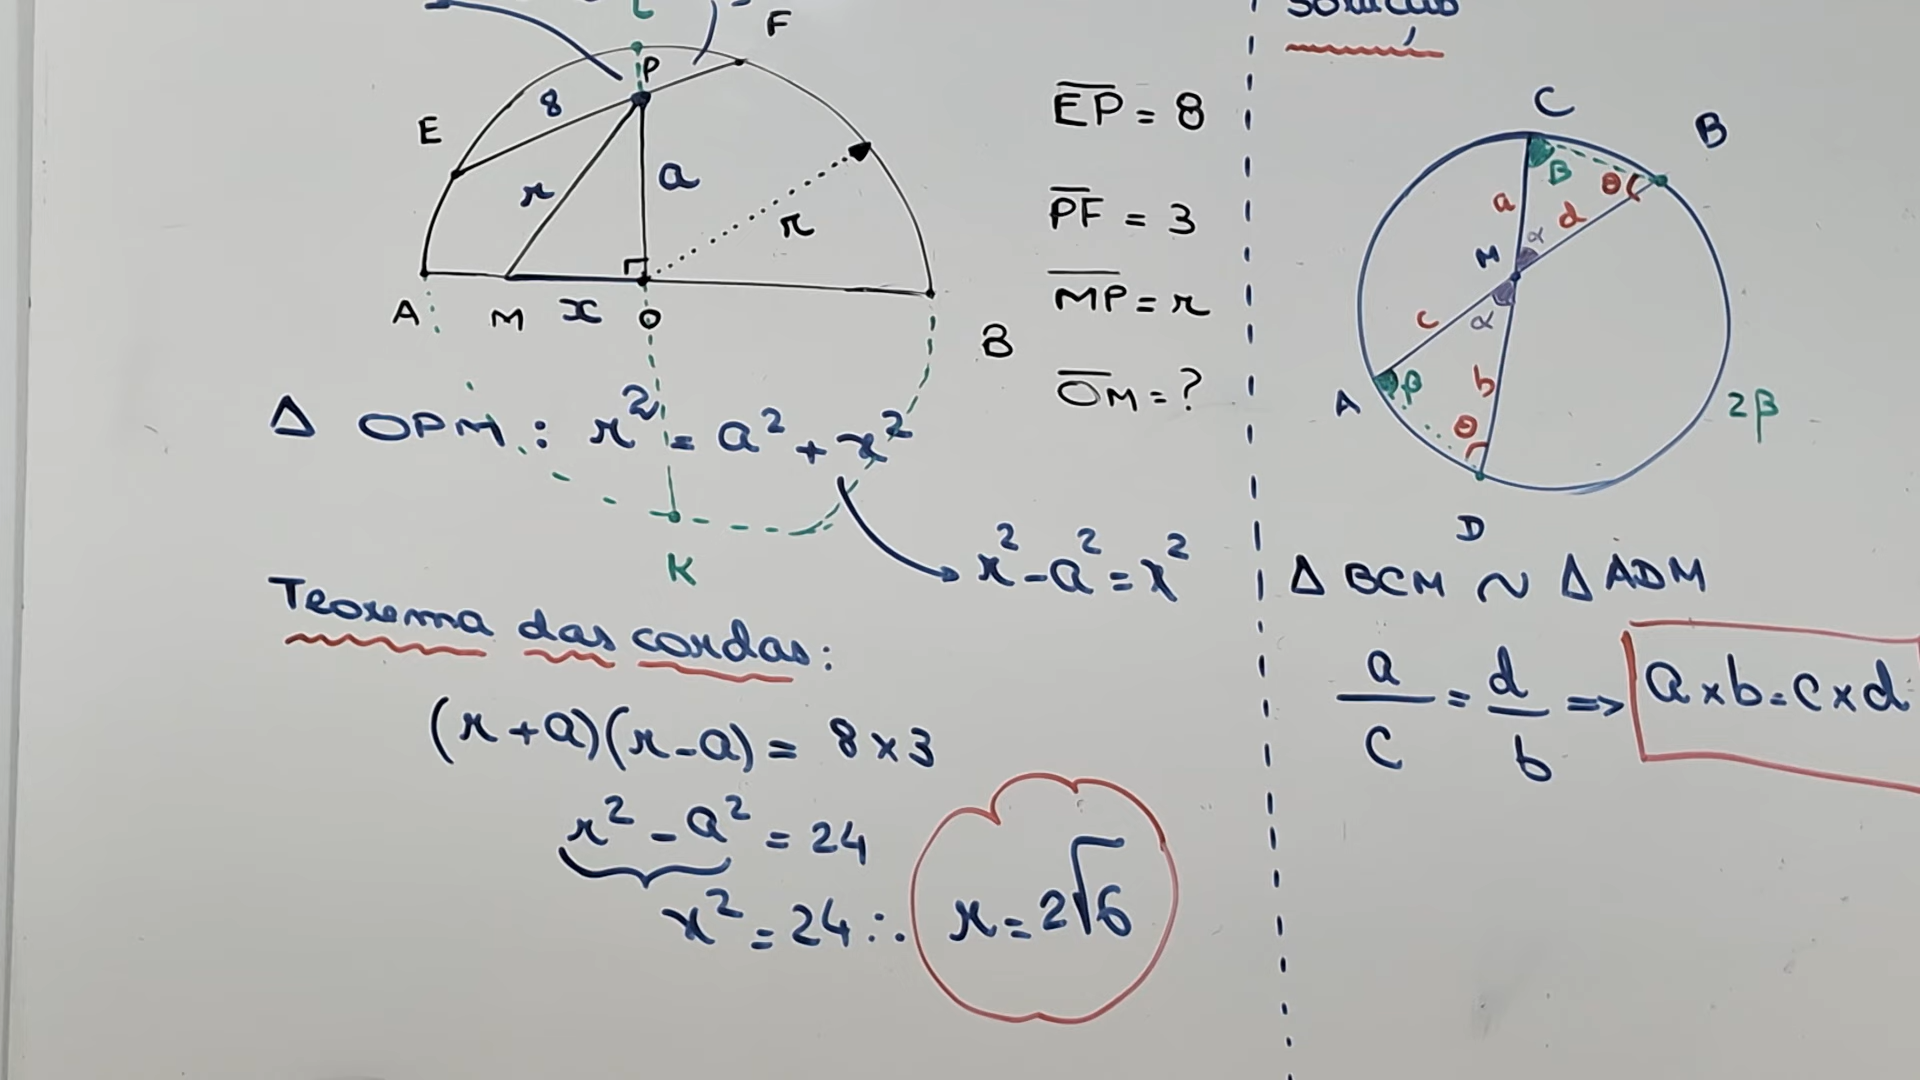 L
F
P
8
E
r
a
r
A
M
x
O
B
K
EP = 8
PF = 3
MP = r
OM = ?
Δ OPM : r² = a² + x²
r² - a² = x²
Teorema das cordas:
(r + a)(r - a) = 8 × 3
r² - a² = 24
x² = 24 ∴ x = 2√6
C
B
β
θ
a
d
α
M
c
α
b
A
β
θ
2β
D
Δ BCM ~ Δ ADM
a/c = d/b => a × b = c × d